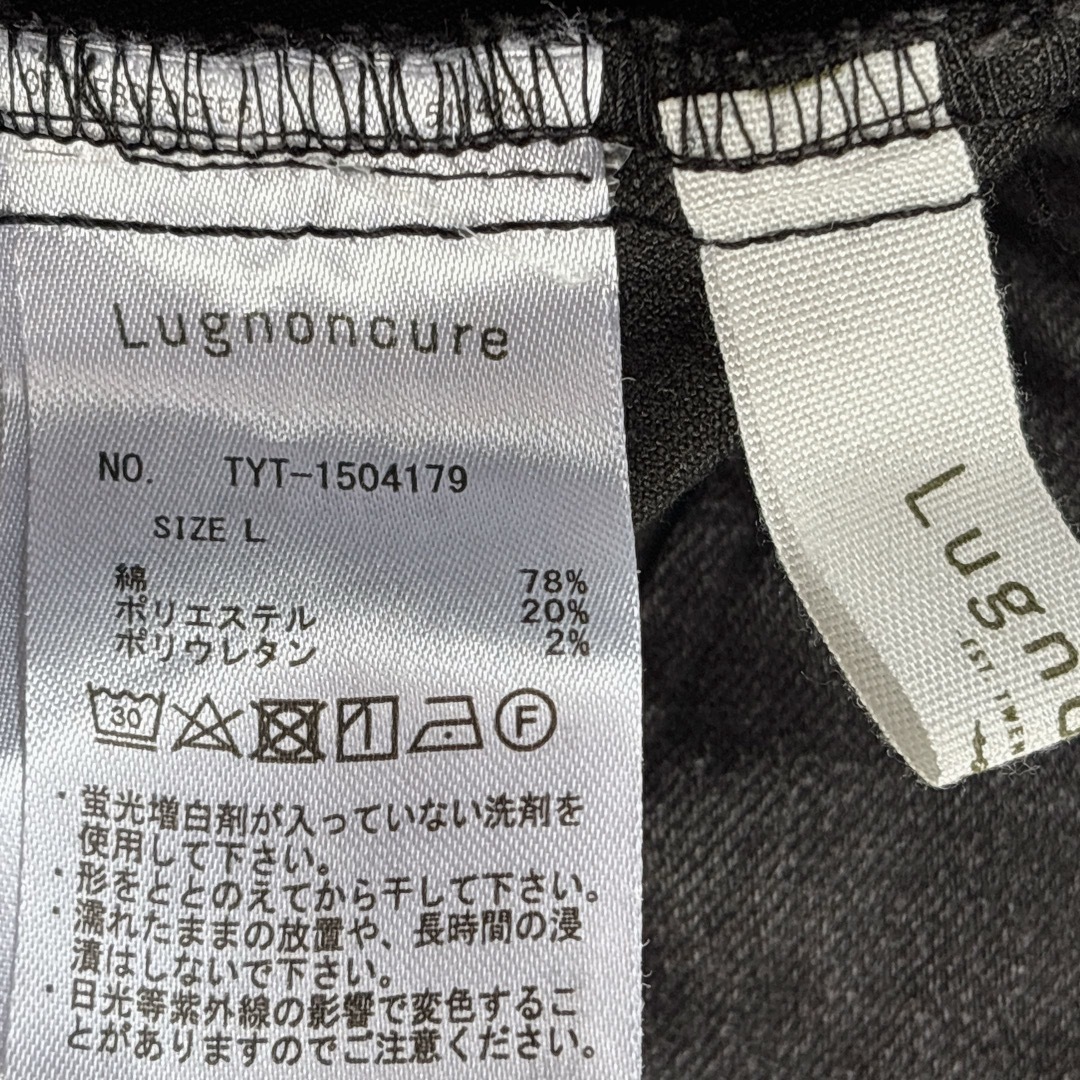 Lugnoncure
NO. TYT-1504179
SIZE L
綿 78%
ポリエステル 20%
ポリウレタン 2%
30
F
・蛍光増白剤が入っていない洗剤を
使用して下さい。
・形をととのえてから干して下さい。
・濡れたままの放置や、長時間の浸
漬はしないで下さい。
・日光等紫外線の影響で変色するこ
とがありますのでご注意ください。
Lugno
EST. TWEN